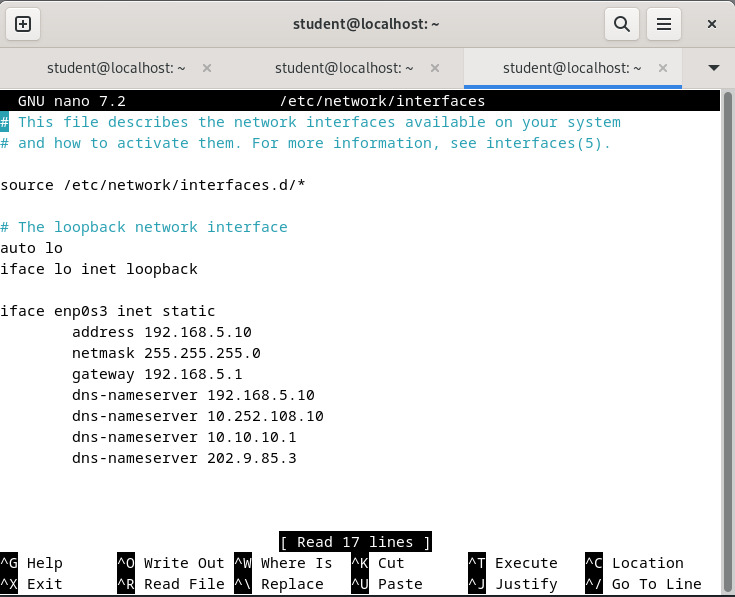 student@localhost: ~
student@localhost: ~ × student@localhost: ~ × student@localhost: ~ ×
GNU nano 7.2 /etc/network/interfaces
# This file describes the network interfaces available on your system
# and how to activate them. For more information, see interfaces(5).
source /etc/network/interfaces.d/*
# The loopback network interface
auto lo
iface lo inet loopback
iface enp0s3 inet static
address 192.168.5.10
netmask 255.255.255.0
gateway 192.168.5.1
dns-nameserver 192.168.5.10
dns-nameserver 10.252.108.10
dns-nameserver 10.10.10.1
dns-nameserver 202.9.85.3
[ Read 17 lines ]
^G Help ^O Write Out ^W Where Is ^K Cut ^T Execute ^C Location
^X Exit ^R Read File ^\ Replace ^U Paste ^J Justify ^/ Go To Line